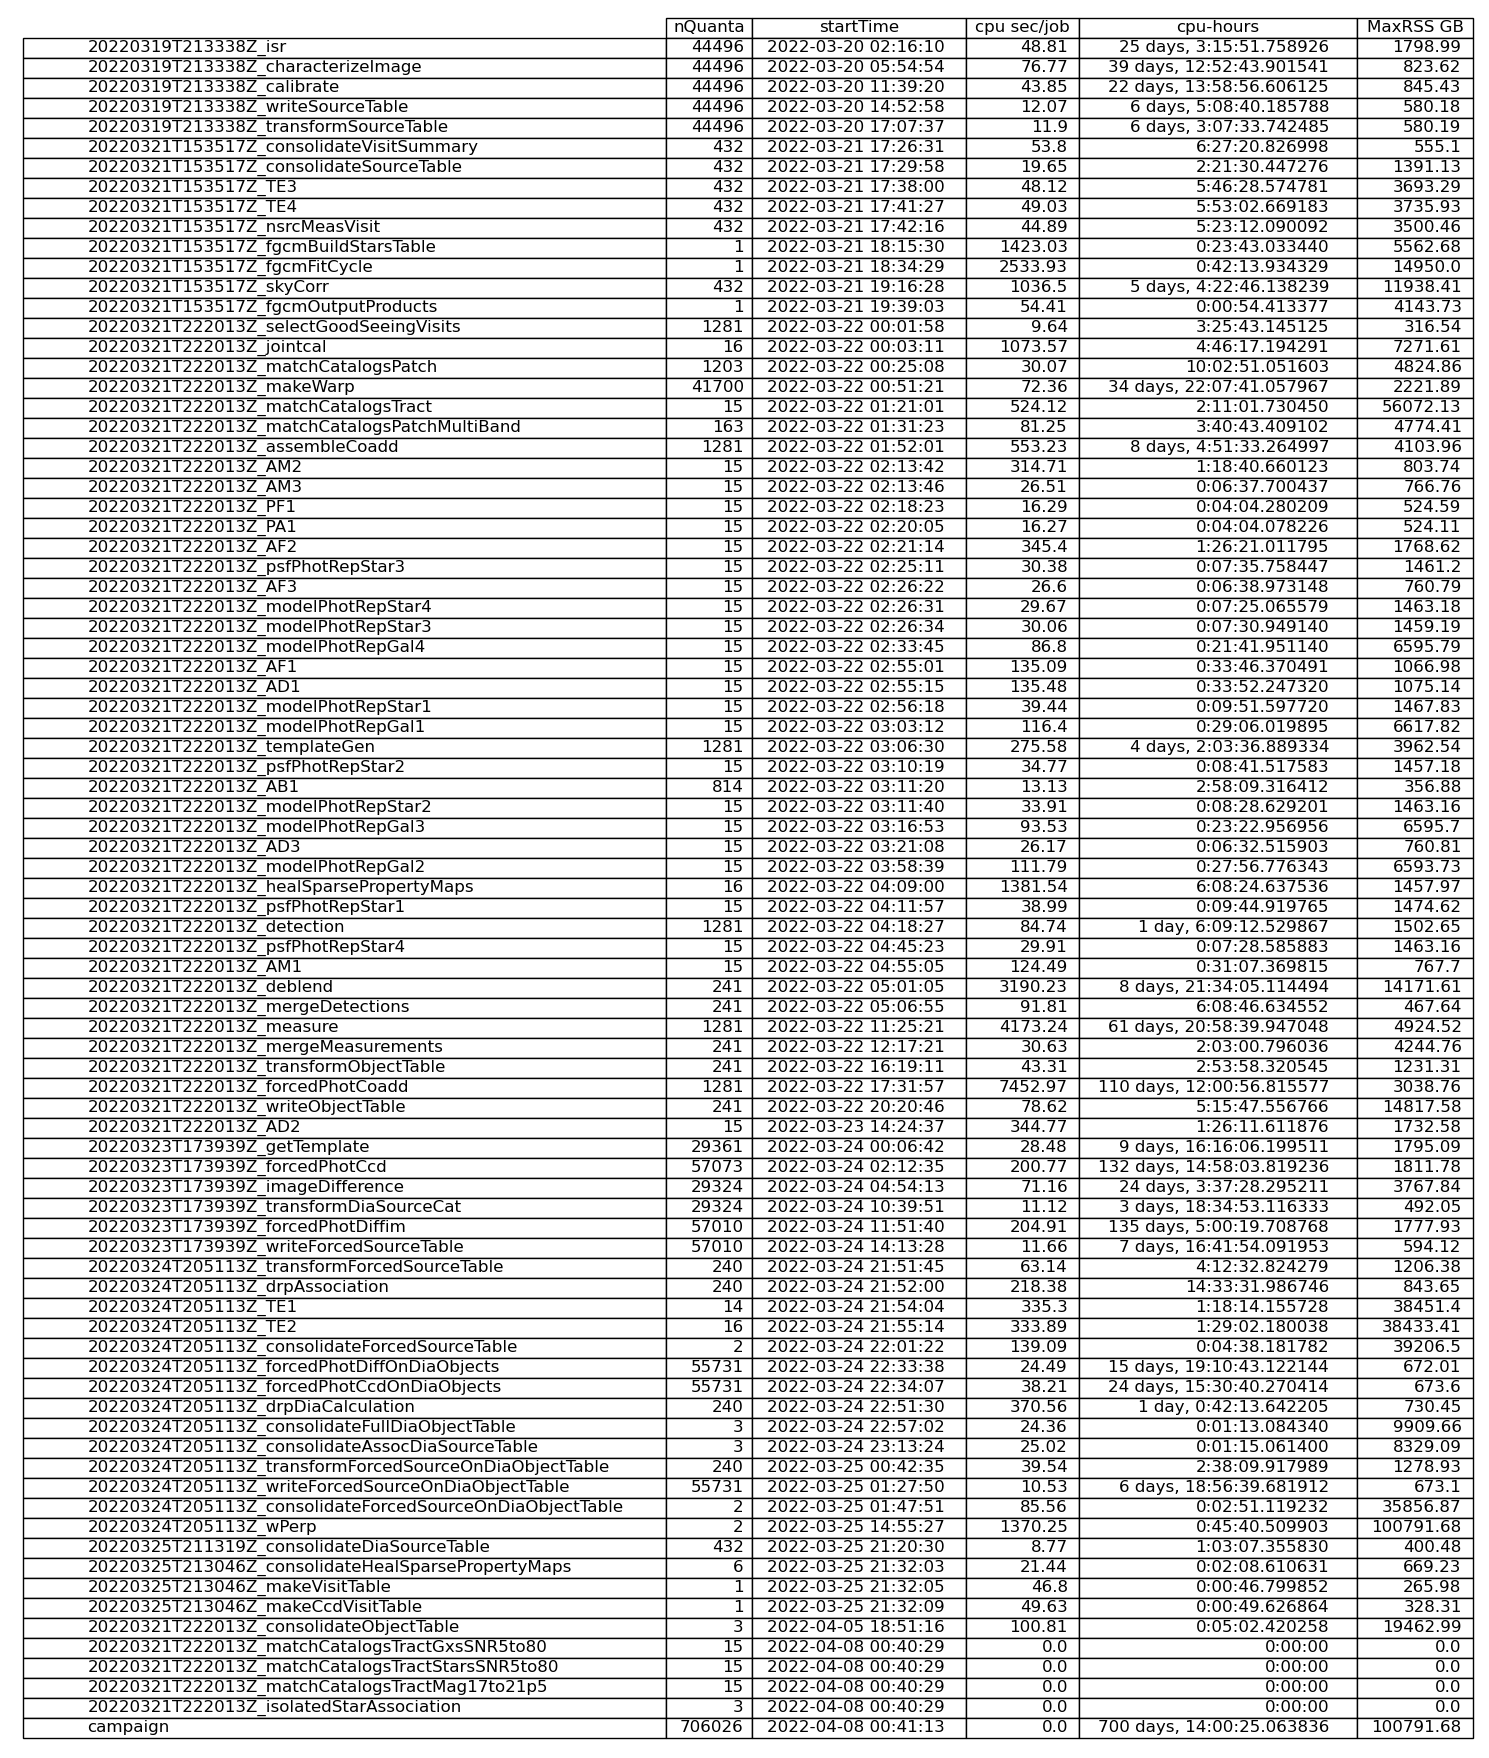 nQuanta startTime cpu sec/job cpu-hours MaxRSS GB
20220319T213338Z_isr 44496 2022-03-20 02:16:10 48.81 25 days, 3:15:51.758926 1798.99
20220319T213338Z_characterizeImage 44496 2022-03-20 05:54:54 76.77 39 days, 12:52:43.901541 823.62
20220319T213338Z_calibrate 44496 2022-03-20 11:39:20 43.85 22 days, 13:58:56.606125 845.43
20220319T213338Z_writeSourceTable 44496 2022-03-20 14:52:58 12.07 6 days, 5:08:40.185788 580.18
20220319T213338Z_transformSourceTable 44496 2022-03-20 17:07:37 11.9 6 days, 3:07:33.742485 580.19
20220321T153517Z_consolidateVisitSummary 432 2022-03-21 17:26:31 53.8 6:27:20.826998 555.1
20220321T153517Z_consolidateSourceTable 432 2022-03-21 17:29:58 19.65 2:21:30.447276 1391.13
20220321T153517Z_TE3 432 2022-03-21 17:38:00 48.12 5:46:28.574781 3693.29
20220321T153517Z_TE4 432 2022-03-21 17:41:27 49.03 5:53:02.669183 3735.93
20220321T153517Z_nsrcMeasVisit 432 2022-03-21 17:42:16 44.89 5:23:12.090092 3500.46
20220321T153517Z_fgcmBuildStarsTable 1 2022-03-21 18:15:30 1423.03 0:23:43.033440 5562.68
20220321T153517Z_fgcmFitCycle 1 2022-03-21 18:34:29 2533.93 0:42:13.934329 14950.0
20220321T153517Z_skyCorr 432 2022-03-21 19:16:28 1036.5 5 days, 4:22:46.138239 11938.41
20220321T153517Z_fgcmOutputProducts 1 2022-03-21 19:39:03 54.41 0:00:54.413377 4143.73
20220321T222013Z_selectGoodSeeingVisits 1281 2022-03-22 00:01:58 9.64 3:25:43.145125 316.54
20220321T222013Z_jointcal 16 2022-03-22 00:03:11 1073.57 4:46:17.194291 7271.61
20220321T222013Z_matchCatalogsPatch 1203 2022-03-22 00:25:08 30.07 10:02:51.051603 4824.86
20220321T222013Z_makeWarp 41700 2022-03-22 00:51:21 72.36 34 days, 22:07:41.057967 2221.89
20220321T222013Z_matchCatalogsTract 15 2022-03-22 01:21:01 524.12 2:11:01.730450 56072.13
20220321T222013Z_matchCatalogsPatchMultiBand 163 2022-03-22 01:31:23 81.25 3:40:43.409102 4774.41
20220321T222013Z_assembleCoadd 1281 2022-03-22 01:52:01 553.23 8 days, 4:51:33.264997 4103.96
20220321T222013Z_AM2 15 2022-03-22 02:13:42 314.71 1:18:40.660123 803.74
20220321T222013Z_AM3 15 2022-03-22 02:13:46 26.51 0:06:37.700437 766.76
20220321T222013Z_PF1 15 2022-03-22 02:18:23 16.29 0:04:04.280209 524.59
20220321T222013Z_PA1 15 2022-03-22 02:20:05 16.27 0:04:04.078226 524.11
20220321T222013Z_AF2 15 2022-03-22 02:21:14 345.4 1:26:21.011795 1768.62
20220321T222013Z_psfPhotRepStar3 15 2022-03-22 02:25:11 30.38 0:07:35.758447 1461.2
20220321T222013Z_AF3 15 2022-03-22 02:26:22 26.6 0:06:38.973148 760.79
20220321T222013Z_modelPhotRepStar4 15 2022-03-22 02:26:31 29.67 0:07:25.065579 1463.18
20220321T222013Z_modelPhotRepStar3 15 2022-03-22 02:26:34 30.06 0:07:30.949140 1459.19
20220321T222013Z_modelPhotRepGal4 15 2022-03-22 02:33:45 86.8 0:21:41.951140 6595.79
20220321T222013Z_AF1 15 2022-03-22 02:55:01 135.09 0:33:46.370491 1066.98
20220321T222013Z_AD1 15 2022-03-22 02:55:15 135.48 0:33:52.247320 1075.14
20220321T222013Z_modelPhotRepStar1 15 2022-03-22 02:56:18 39.44 0:09:51.597720 1467.83
20220321T222013Z_modelPhotRepGal1 15 2022-03-22 03:03:12 116.4 0:29:06.019895 6617.82
20220321T222013Z_templateGen 1281 2022-03-22 03:06:30 275.58 4 days, 2:03:36.889334 3962.54
20220321T222013Z_psfPhotRepStar2 15 2022-03-22 03:10:19 34.77 0:08:41.517583 1457.18
20220321T222013Z_AB1 814 2022-03-22 03:11:20 13.13 2:58:09.316412 356.88
20220321T222013Z_modelPhotRepStar2 15 2022-03-22 03:11:40 33.91 0:08:28.629201 1463.16
20220321T222013Z_modelPhotRepGal3 15 2022-03-22 03:16:53 93.53 0:23:22.956956 6595.7
20220321T222013Z_AD3 15 2022-03-22 03:21:08 26.17 0:06:32.515903 760.81
20220321T222013Z_modelPhotRepGal2 15 2022-03-22 03:58:39 111.79 0:27:56.776343 6593.73
20220321T222013Z_healSparsePropertyMaps 16 2022-03-22 04:09:00 1381.54 6:08:24.637536 1457.97
20220321T222013Z_psfPhotRepStar1 15 2022-03-22 04:11:57 38.99 0:09:44.919765 1474.62
20220321T222013Z_detection 1281 2022-03-22 04:18:27 84.74 1 day, 6:09:12.529867 1502.65
20220321T222013Z_psfPhotRepStar4 15 2022-03-22 04:45:23 29.91 0:07:28.585883 1463.16
20220321T222013Z_AM1 15 2022-03-22 04:55:05 124.49 0:31:07.369815 767.7
20220321T222013Z_deblend 241 2022-03-22 05:01:05 3190.23 8 days, 21:34:05.114494 14171.61
20220321T222013Z_mergeDetections 241 2022-03-22 05:06:55 91.81 6:08:46.634552 467.64
20220321T222013Z_measure 1281 2022-03-22 11:25:21 4173.24 61 days, 20:58:39.947048 4924.52
20220321T222013Z_mergeMeasurements 241 2022-03-22 12:17:21 30.63 2:03:00.796036 4244.76
20220321T222013Z_transformObjectTable 241 2022-03-22 16:19:11 43.31 2:53:58.320545 1231.31
20220321T222013Z_forcedPhotCoadd 1281 2022-03-22 17:31:57 7452.97 110 days, 12:00:56.815577 3038.76
20220321T222013Z_writeObjectTable 241 2022-03-22 20:20:46 78.62 5:15:47.556766 14817.58
20220321T222013Z_AD2 15 2022-03-23 14:24:37 344.77 1:26:11.611876 1732.58
20220323T173939Z_getTemplate 29361 2022-03-24 00:06:42 28.48 9 days, 16:16:06.199511 1795.09
20220323T173939Z_forcedPhotCcd 57073 2022-03-24 02:12:35 200.77 132 days, 14:58:03.819236 1811.78
20220323T173939Z_imageDifference 29324 2022-03-24 04:54:13 71.16 24 days, 3:37:28.295211 3767.84
20220323T173939Z_transformDiaSourceCat 29324 2022-03-24 10:39:51 11.12 3 days, 18:34:53.116333 492.05
20220323T173939Z_forcedPhotDiffim 57010 2022-03-24 11:51:40 204.91 135 days, 5:00:19.708768 1777.93
20220323T173939Z_writeForcedSourceTable 57010 2022-03-24 14:13:28 11.66 7 days, 16:41:54.091953 594.12
20220324T205113Z_transformForcedSourceTable 240 2022-03-24 21:51:45 63.14 4:12:32.824279 1206.38
20220324T205113Z_drpAssociation 240 2022-03-24 21:52:00 218.38 14:33:31.986746 843.65
20220324T205113Z_TE1 14 2022-03-24 21:54:04 335.3 1:18:14.155728 38451.4
20220324T205113Z_TE2 16 2022-03-24 21:55:14 333.89 1:29:02.180038 38433.41
20220324T205113Z_consolidateForcedSourceTable 2 2022-03-24 22:01:22 139.09 0:04:38.181782 39206.5
20220324T205113Z_forcedPhotDiffOnDiaObjects 55731 2022-03-24 22:33:38 24.49 15 days, 19:10:43.122144 672.01
20220324T205113Z_forcedPhotCcdOnDiaObjects 55731 2022-03-24 22:34:07 38.21 24 days, 15:30:40.270414 673.6
20220324T205113Z_drpDiaCalculation 240 2022-03-24 22:51:30 370.56 1 day, 0:42:13.642205 730.45
20220324T205113Z_consolidateFullDiaObjectTable 3 2022-03-24 22:57:02 24.36 0:01:13.084340 9909.66
20220324T205113Z_consolidateAssocDiaSourceTable 3 2022-03-24 23:13:24 25.02 0:01:15.061400 8329.09
20220324T205113Z_transformForcedSourceOnDiaObjectTable 240 2022-03-25 00:42:35 39.54 2:38:09.917989 1278.93
20220324T205113Z_writeForcedSourceOnDiaObjectTable 55731 2022-03-25 01:27:50 10.53 6 days, 18:56:39.681912 673.1
20220324T205113Z_consolidateForcedSourceOnDiaObjectTable 2 2022-03-25 01:47:51 85.56 0:02:51.119232 35856.87
20220324T205113Z_wPerp 2 2022-03-25 14:55:27 1370.25 0:45:40.509903 100791.68
20220325T211319Z_consolidateDiaSourceTable 432 2022-03-25 21:20:30 8.77 1:03:07.355830 400.48
20220325T213046Z_consolidateHealSparsePropertyMaps 6 2022-03-25 21:32:03 21.44 0:02:08.610631 669.23
20220325T213046Z_makeVisitTable 1 2022-03-25 21:32:05 46.8 0:00:46.799852 265.98
20220325T213046Z_makeCcdVisitTable 1 2022-03-25 21:32:09 49.63 0:00:49.626864 328.31
20220321T222013Z_consolidateObjectTable 3 2022-04-05 18:51:16 100.81 0:05:02.420258 19462.99
20220321T222013Z_matchCatalogsTractGxsSNR5to80 15 2022-04-08 00:40:29 0.0 0:00:00 0.0
20220321T222013Z_matchCatalogsTractStarsSNR5to80 15 2022-04-08 00:40:29 0.0 0:00:00 0.0
20220321T222013Z_matchCatalogsTractMag17to21p5 15 2022-04-08 00:40:29 0.0 0:00:00 0.0
20220321T222013Z_isolatedStarAssociation 3 2022-04-08 00:40:29 0.0 0:00:00 0.0
campaign 706026 2022-04-08 00:41:13 0.0 700 days, 14:00:25.063836 100791.68